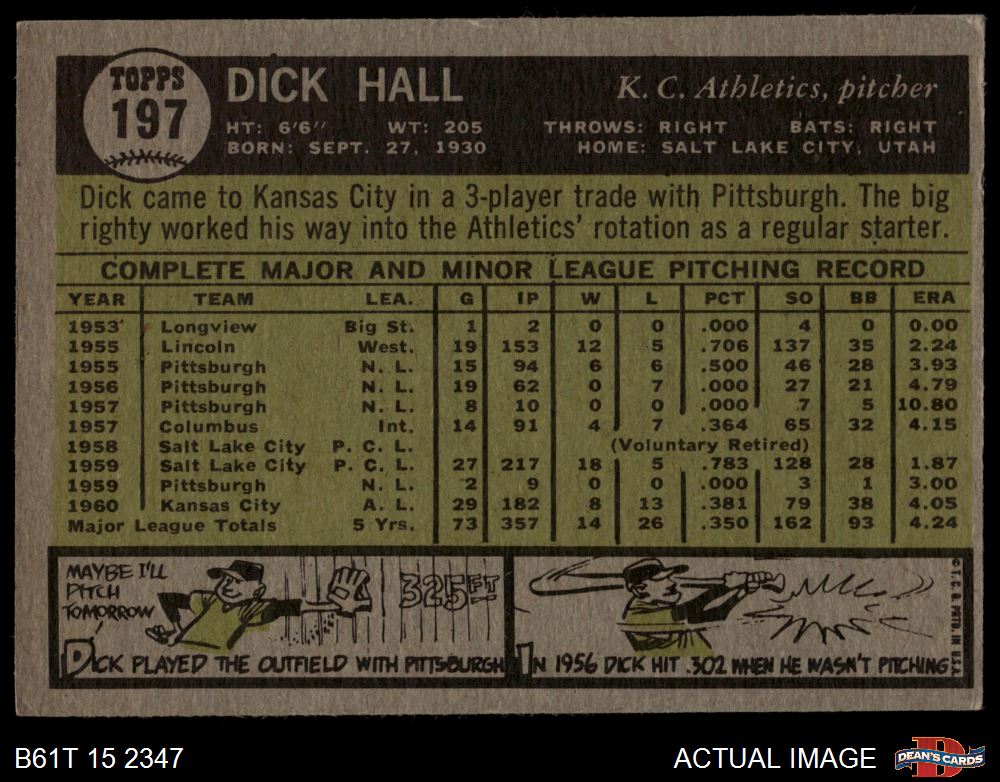 TOPPS
197
DICK HALL
K. C. Athletics, pitcher
HT: 6'6" WT: 205 THROWS: RIGHT BATS: RIGHT
BORN: SEPT. 27, 1930 HOME: SALT LAKE CITY, UTAH
Dick came to Kansas City in a 3-player trade with Pittsburgh. The big
righty worked his way into the Athletics' rotation as a regular starter.
COMPLETE MAJOR AND MINOR LEAGUE PITCHING RECORD
YEAR TEAM LEA. G IP W L PCT SO BB ERA
1953 Longview Big St. 1 2 0 0 .000 4 0 0.00
1955 Lincoln West. 19 153 12 5 .706 137 35 2.24
1955 Pittsburgh N. L. 15 94 6 6 .500 46 28 3.93
1956 Pittsburgh N. L. 19 62 0 7 .000 27 21 4.79
1957 Pittsburgh N. L. 8 10 0 0 .000 7 5 10.80
1957 Columbus Int. 14 91 4 7 .364 65 32 4.15
1958 Salt Lake City P. C. L. (Voluntary Retired)
1959 Salt Lake City P. C. L. 27 217 18 5 .783 128 28 1.87
1959 Pittsburgh N. L. 2 9 0 0 .000 3 1 3.00
1960 Kansas City A. L. 29 182 8 13 .381 79 38 4.05
Major League Totals 5 Yrs. 73 357 14 26 .350 162 93 4.24
MAYBE I'LL
PITCH
TOMORROW
325 FT
DICK PLAYED THE OUTFIELD WITH PITTSBURGH
IN 1956 DICK HIT .302 WHEN HE WASN'T PITCHING
© T. C. G. PRTD. IN U.S.A.
B61T 15 2347
ACTUAL IMAGE
D
DEAN'S CARDS